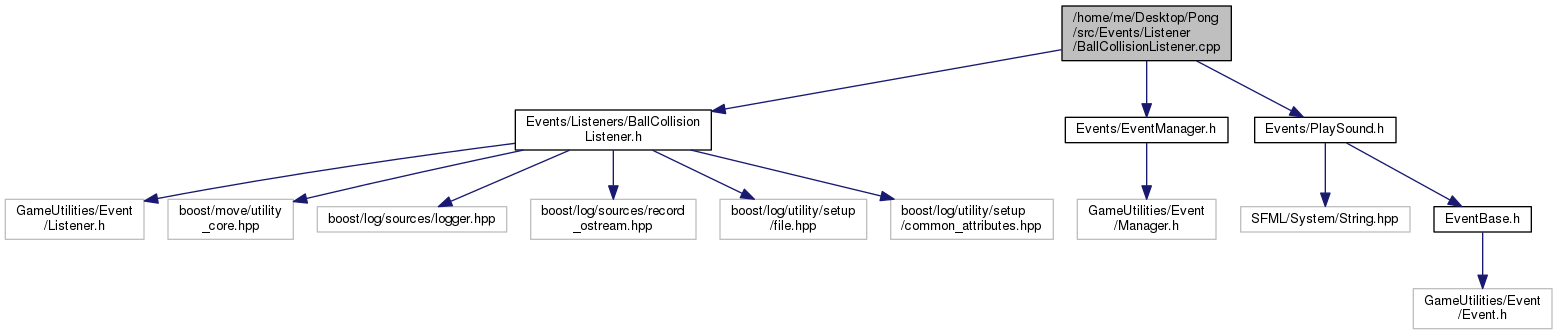 /home/me/Desktop/Pong
/src/Events/Listener
/BallCollisionListener.cpp
Events/Listeners/BallCollision
Listener.h
Events/EventManager.h
Events/PlaySound.h
GameUtilities/Event
/Listener.h
boost/move/utility
_core.hpp
boost/log/sources/logger.hpp
boost/log/sources/record
_ostream.hpp
boost/log/utility/setup
/file.hpp
boost/log/utility/setup
/common_attributes.hpp
GameUtilities/Event
/Manager.h
SFML/System/String.hpp
EventBase.h
GameUtilities/Event
/Event.h